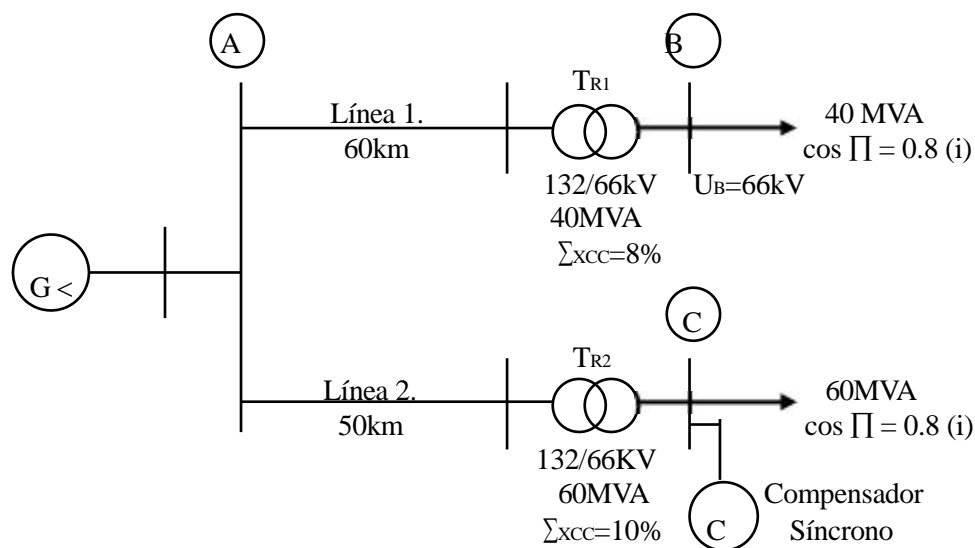 A
B
Línea 1.
60km
TR1
132/66kV
40MVA
∑XCC=8%
UB=66kV
40 MVA
cos ∏ = 0.8 (i)
G <
C
Línea 2.
50km
TR2
132/66KV
60MVA
∑XCC=10%
60MVA
cos ∏ = 0.8 (i)
C
Compensador
Síncrono